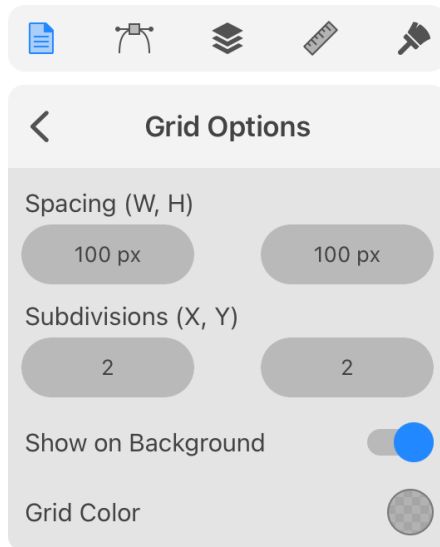 Grid Options
Spacing (W, H)
100 px 100 px
Subdivisions (X, Y)
2 2
Show on Background
Grid Color